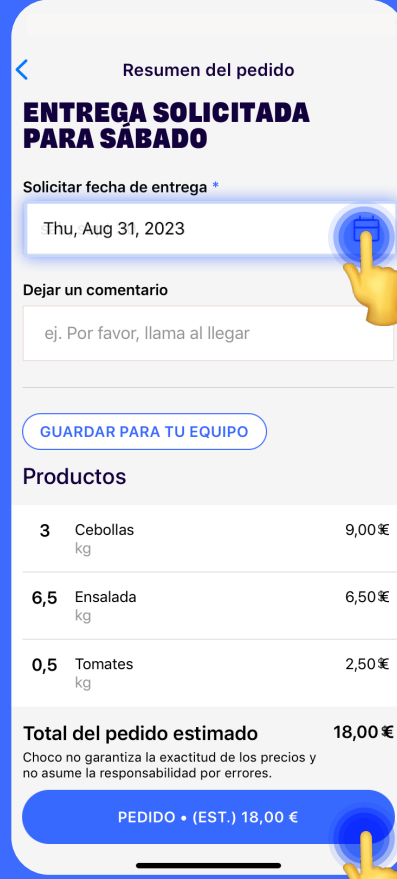 Resumen del pedido
ENTREGA SOLICITADA
PARA SÁBADO
Solicitar fecha de entrega *
Thu, Aug 31, 2023
Dejar un comentario
ej. Por favor, llama al llegar
GUARDAR PARA TU EQUIPO
Productos
3 Cebollas 9,00 €
kg
6,5 Ensalada 6,50 €
kg
0,5 Tomates 2,50 €
kg
Total del pedido estimado 18,00 €
Choco no garantiza la exactitud de los precios y
no asume la responsabilidad por errores.
PEDIDO • (EST.) 18,00 €